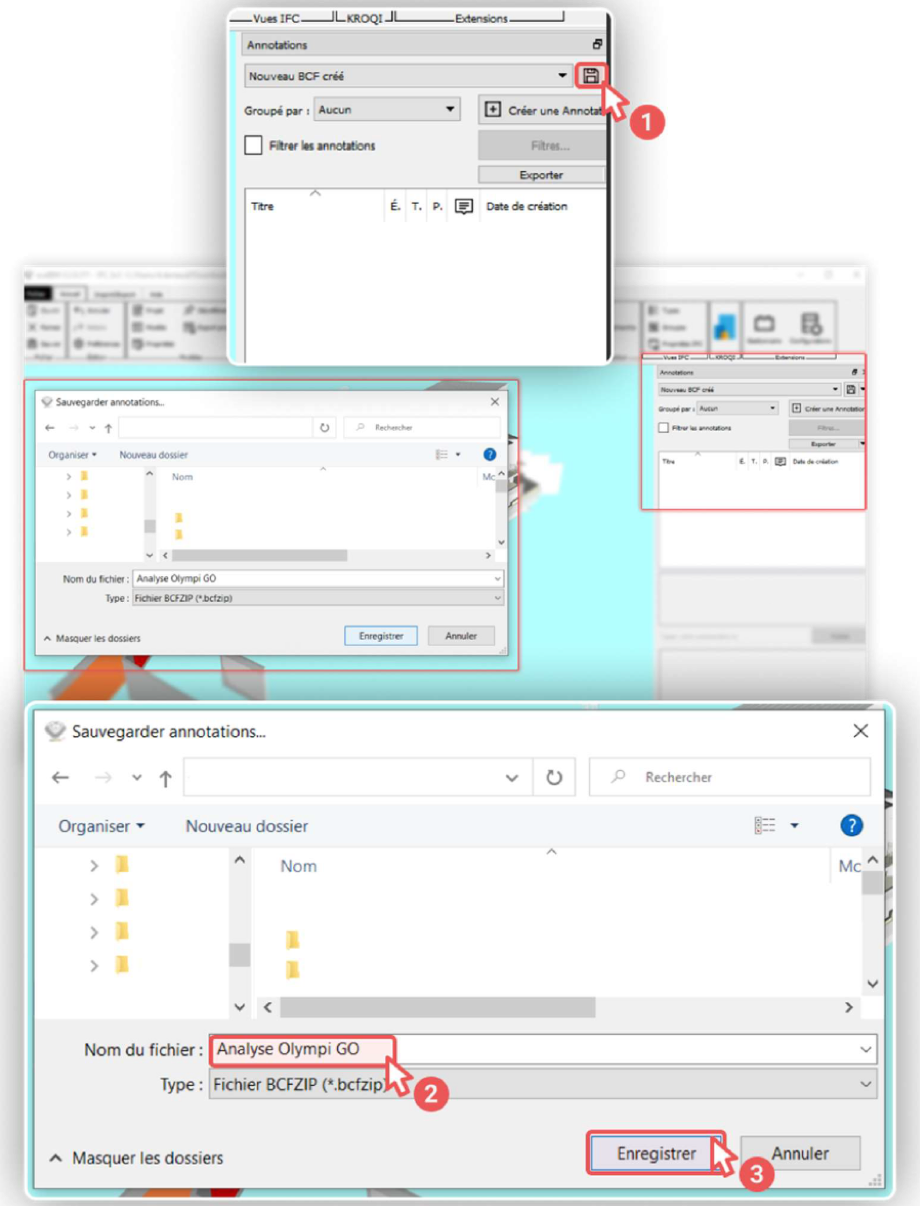 Vues IFC KROQI Extensions
Annotations
Nouveau BCF créé
Groupé par : Aucun
Créer une Annotat
1
Filtrer les annotations
Filtres...
Exporter
Titre É. T. P. Date de création
Vues IFC KROQI Extensions
Annotations
Nouveau BCF créé
Groupé par : Aucun
Créer une Annotation
Filtrer les annotations
Filtres...
Exporter
Titre É. T. P. Date de création
Sauvegarder annotations...
Rechercher
Organiser Nouveau dossier
Nom Mc
Nom du fichier : Analyse Olympi GO
Type : Fichier BCFZIP (*.bcfzip)
Masquer les dossiers
Enregistrer Annuler
Sauvegarder annotations...
Rechercher
Organiser Nouveau dossier ?
Nom Mc
Nom du fichier : Analyse Olympi GO
Type : Fichier BCFZIP (*.bcfzip)
2
Masquer les dossiers
Enregistrer Annuler
3